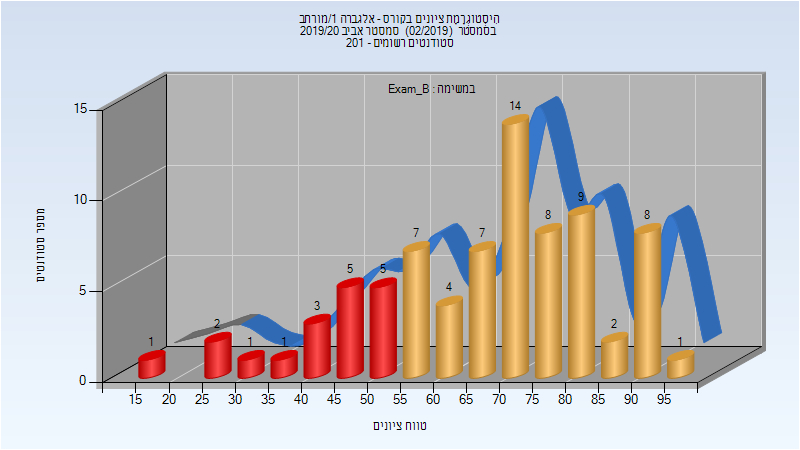 היסטוגרמת ציונים בקורס - אלגברה 1/מורחב
בסמסטר (02/2019) סמסטר אביב 2019/20
סטודנטים רשומים - 201
במשימה : Exam_B
מספר סטודנטים
15
10
5
0
1
2
1
1
3
5
5
7
4
7
14
8
9
2
8
1
15 20 25 30 35 40 45 50 55 60 65 70 75 80 85 90 95
טווח ציונים